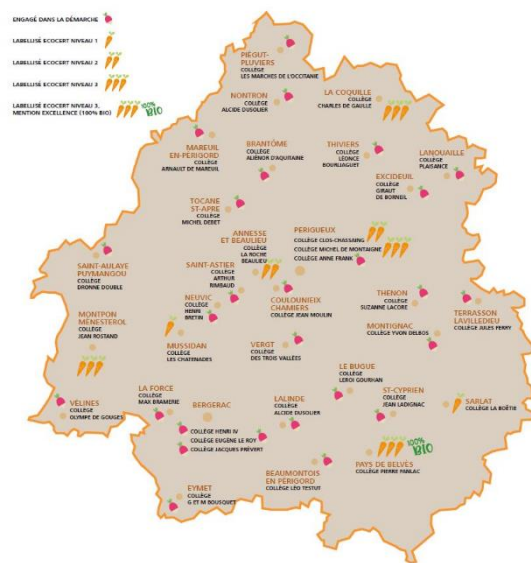 ENGAGÉ DANS LA DÉMARCHE
LABELLISÉ ECOCERT NIVEAU 1
LABELLISÉ ECOCERT NIVEAU 2
LABELLISÉ ECOCERT NIVEAU 3
LABELLISÉ ECOCERT NIVEAU 3,
MENTION EXCELLENCE (100% BIO)
100%
BIO
PIÉGUT-
PLUVIERS
COLLÈGE
LES MARCHES DE L'OCCITANIE
NONTRON
COLLÈGE
ALCIDE DUSOLIER
LA COQUILLE
COLLÈGE
CHARLES DE GAULLE
MAREUIL
EN-PÉRIGORD
COLLÈGE
ARNAULT DE MAREUIL
BRANTÔME
COLLÈGE
ALIÉNOR D'AQUITAINE
THIVIERS
COLLÈGE
LÉONCE
BOURLIAGUET
LANOUAILLE
COLLÈGE
PLAISANCE
EXCIDEUIL
COLLÈGE
GIRAUT
DE BORNEIL
TOCANE
ST-APRE
COLLÈGE
MICHEL DEBET
ANNESSE
ET BEAULIEU
COLLÈGE
LA ROCHE
BEAULIEU
PERIGUEUX
COLLÈGE CLOS-CHASSAING
COLLÈGE MICHEL DE MONTAIGNE
COLLÈGE ANNE FRANK
SAINT-AULAYE
PUYMANGOU
COLLÈGE
DRONNE DOUBLE
SAINT-ASTIER
COLLÈGE
ARTHUR
RIMBAUD
NEUVIC
COLLÈGE
HENRI
BRETIN
COULOUNIEIX
CHAMIERS
COLLÈGE JEAN MOULIN
THENON
COLLÈGE
SUZANNE LACORE
TERRASSON
LAVILLEDIEU
COLLÈGE JULES FERRY
MONTPON
MÉNESTEROL
COLLÈGE
JEAN ROSTAND
MUSSIDAN
COLLÈGE
LES CHATENADES
VERGT
COLLÈGE
DES TROIS VALLÉES
MONTIGNAC
COLLÈGE YVON DELBOS
LE BUGUE
COLLÈGE
LEROI GOURHAN
VÉLINES
COLLÈGE
OLYMPE DE GOUGES
LA FORCE
COLLÈGE
MAX BRAMERIE
BERGERAC
COLLÈGE HENRI IV
COLLÈGE EUGÈNE LE ROY
COLLÈGE JACQUES PRÉVERT
LALINDE
COLLÈGE
ALCIDE DUSOLIER
ST-CYPRIEN
COLLÈGE
JEAN LADIGNAC
SARLAT
COLLÈGE LA BOËTIE
BEAUMONTOIS
EN PÉRIGORD
COLLÈGE LÉO TESTUT
PAYS DE BELVÈS
COLLÈGE PIERRE FANLAC
100%
BIO
EYMET
COLLÈGE
G ET M BOUSQUET